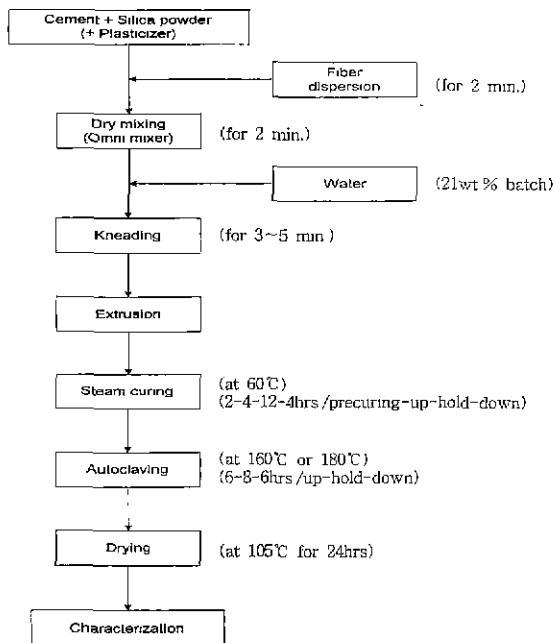 Cement + Silica powder
(+ Plasticizer)
Fiber
dispersion
(for 2 min.)
Dry mixing
(Omni mixer)
(for 2 min.)
Water
(21wt % batch)
Kneading
(for 3~5 min )
Extrusion
Steam curing
(at 60℃)
(2-4-12-4hrs/precuring-up-hold-down)
Autoclaving
(at 160℃ or 180℃)
(6-8-6hrs/up-hold-down)
Drying
(at 105℃ for 24hrs)
Characterization